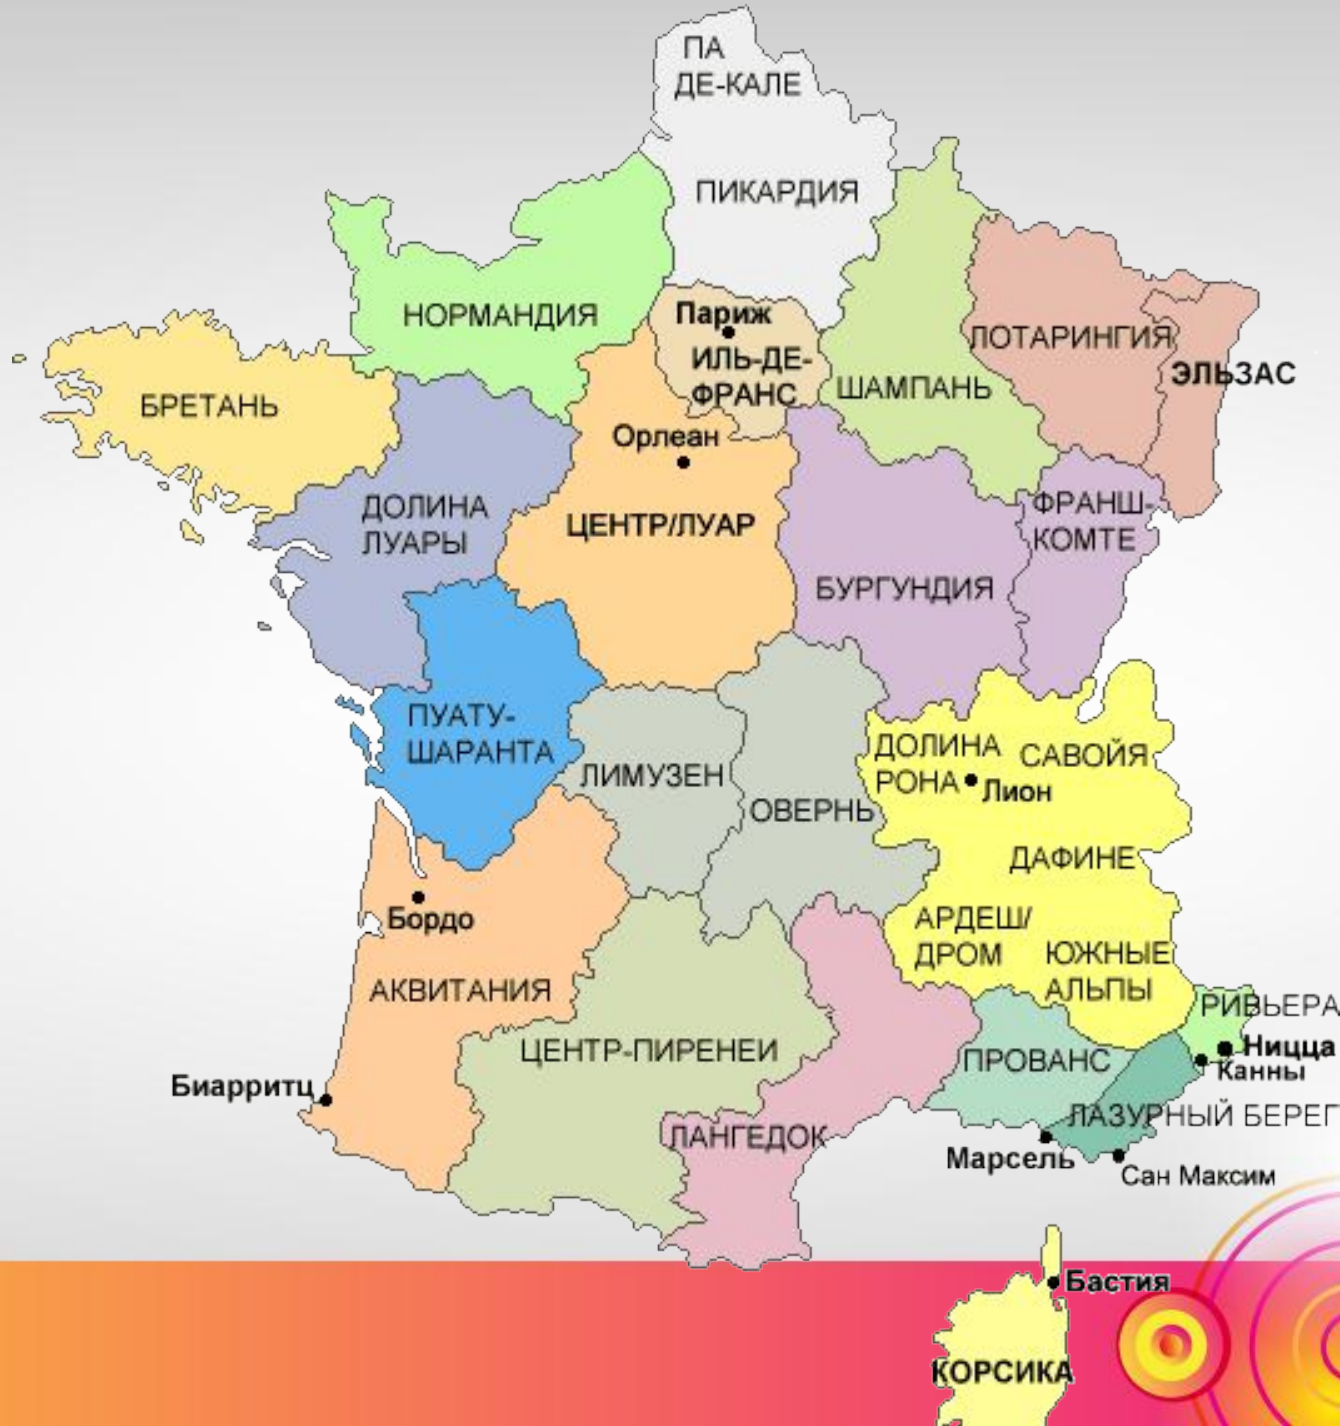 ПА
ДЕ-КАЛЕ
ПИКАРДИЯ
НОРМАНДИЯ
Париж
ИЛЬ-ДЕ-
ФРАНС
ШАМПАНЬ
ЛОТАРИНГИЯ
ЭЛЬЗАС
БРЕТАНЬ
Орлеан
ДОЛИНА
ЛУАРЫ
ЦЕНТР/ЛУАР
ФРАНШ-
КОМТЕ
БУРГУНДИЯ
ПУАТУ-
ШАРАНТА
ЛИМУЗЕН
ОВЕРНЬ
ДОЛИНА
РОНА
Лион
САВОЙЯ
ДАФИНЕ
АРДЕШ/
ДРОМ
ЮЖНЫЕ
АЛЬПЫ
Бордо
АКВИТАНИЯ
РИВЬЕРА
Ницца
Канны
ЦЕНТР-ПИРЕНЕИ
ПРОВАНС
Биарритц
ЛАЗУРНЫЙ БЕРЕГ
ЛАНГЕДОК
Марсель
Сан Максим
Бастия
КОРСИКА